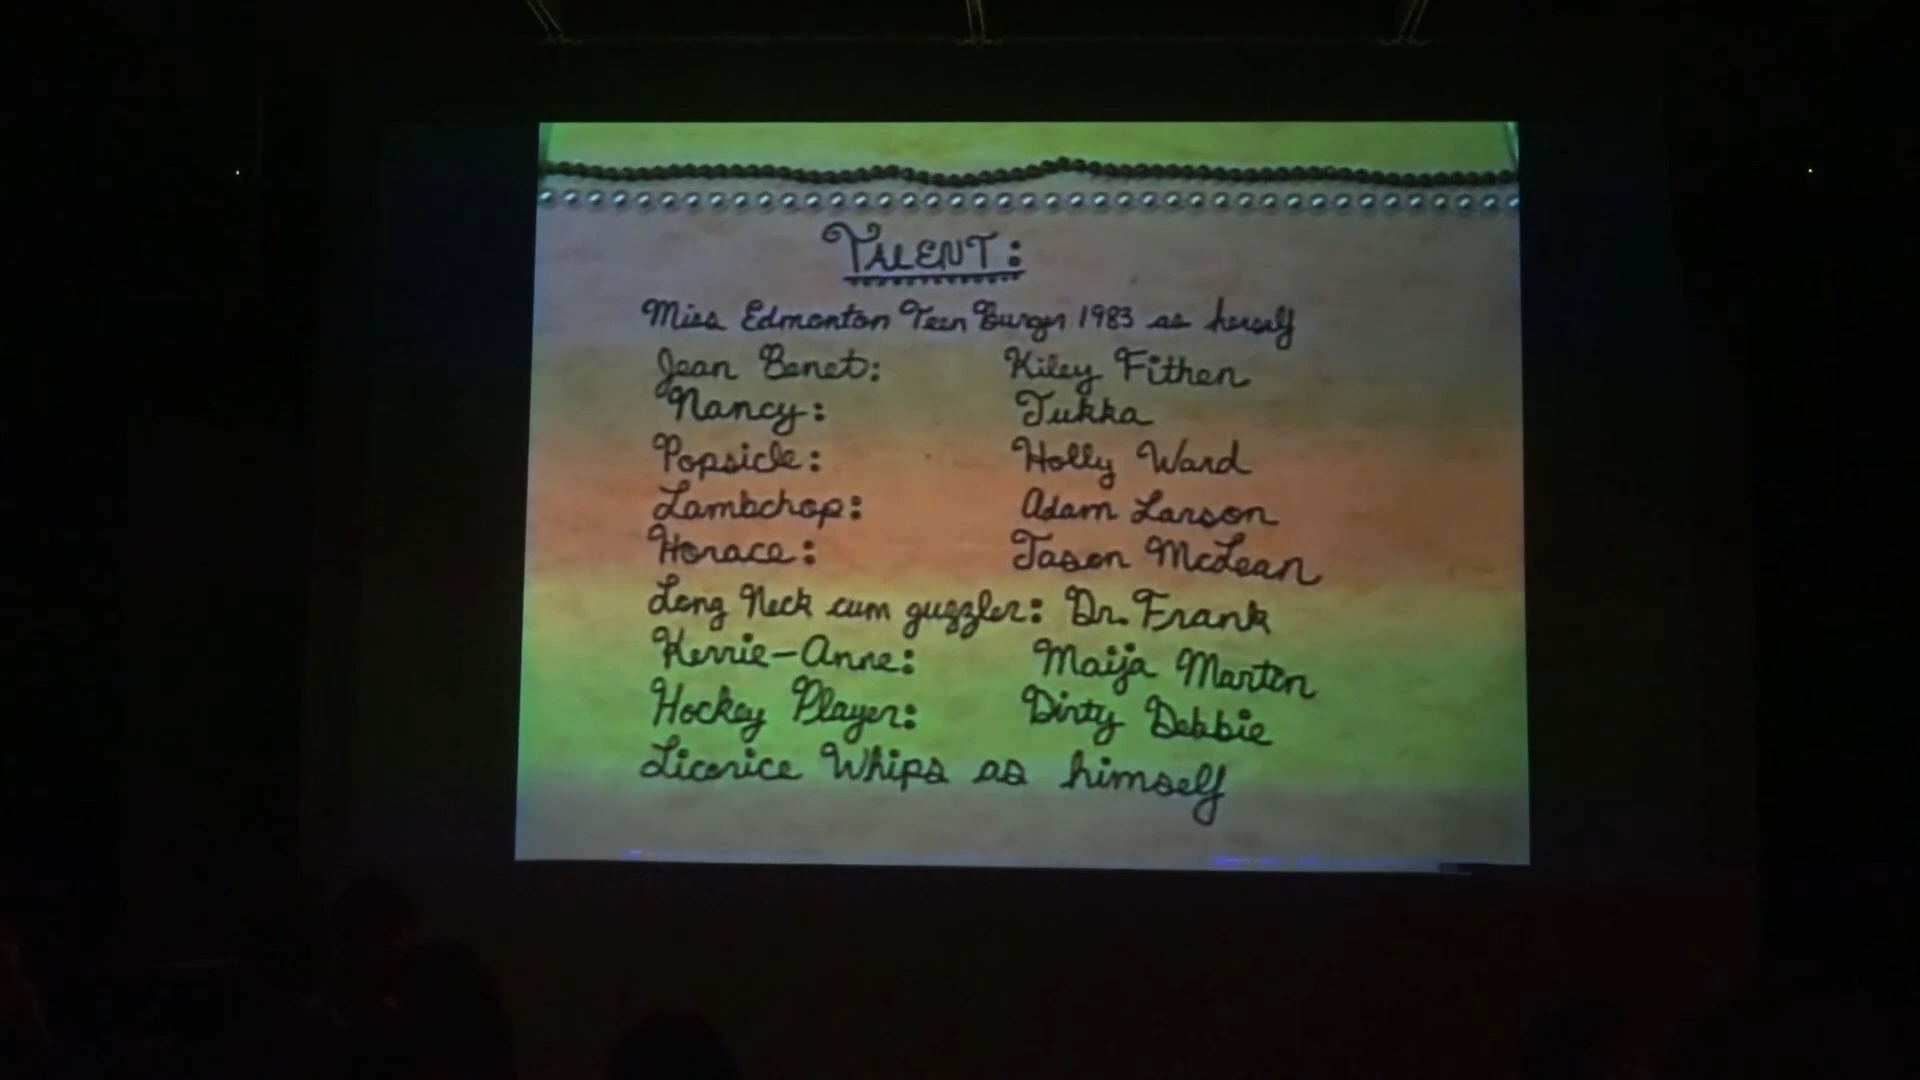 TALENT:
Miss Edmonton Teen Burger 1983 as herself
Jean Benet: Kiley Fithen
Nancy: Tukka
Popsicle: Holly Ward
Lambchop: Adam Larson
Horace: Jason McLean
Long Neck cum guzzler: Dr. Frank
Kerrie-Anne: Maija Martin
Hockey Player: Dirty Debbie
Licorice Whips as himself